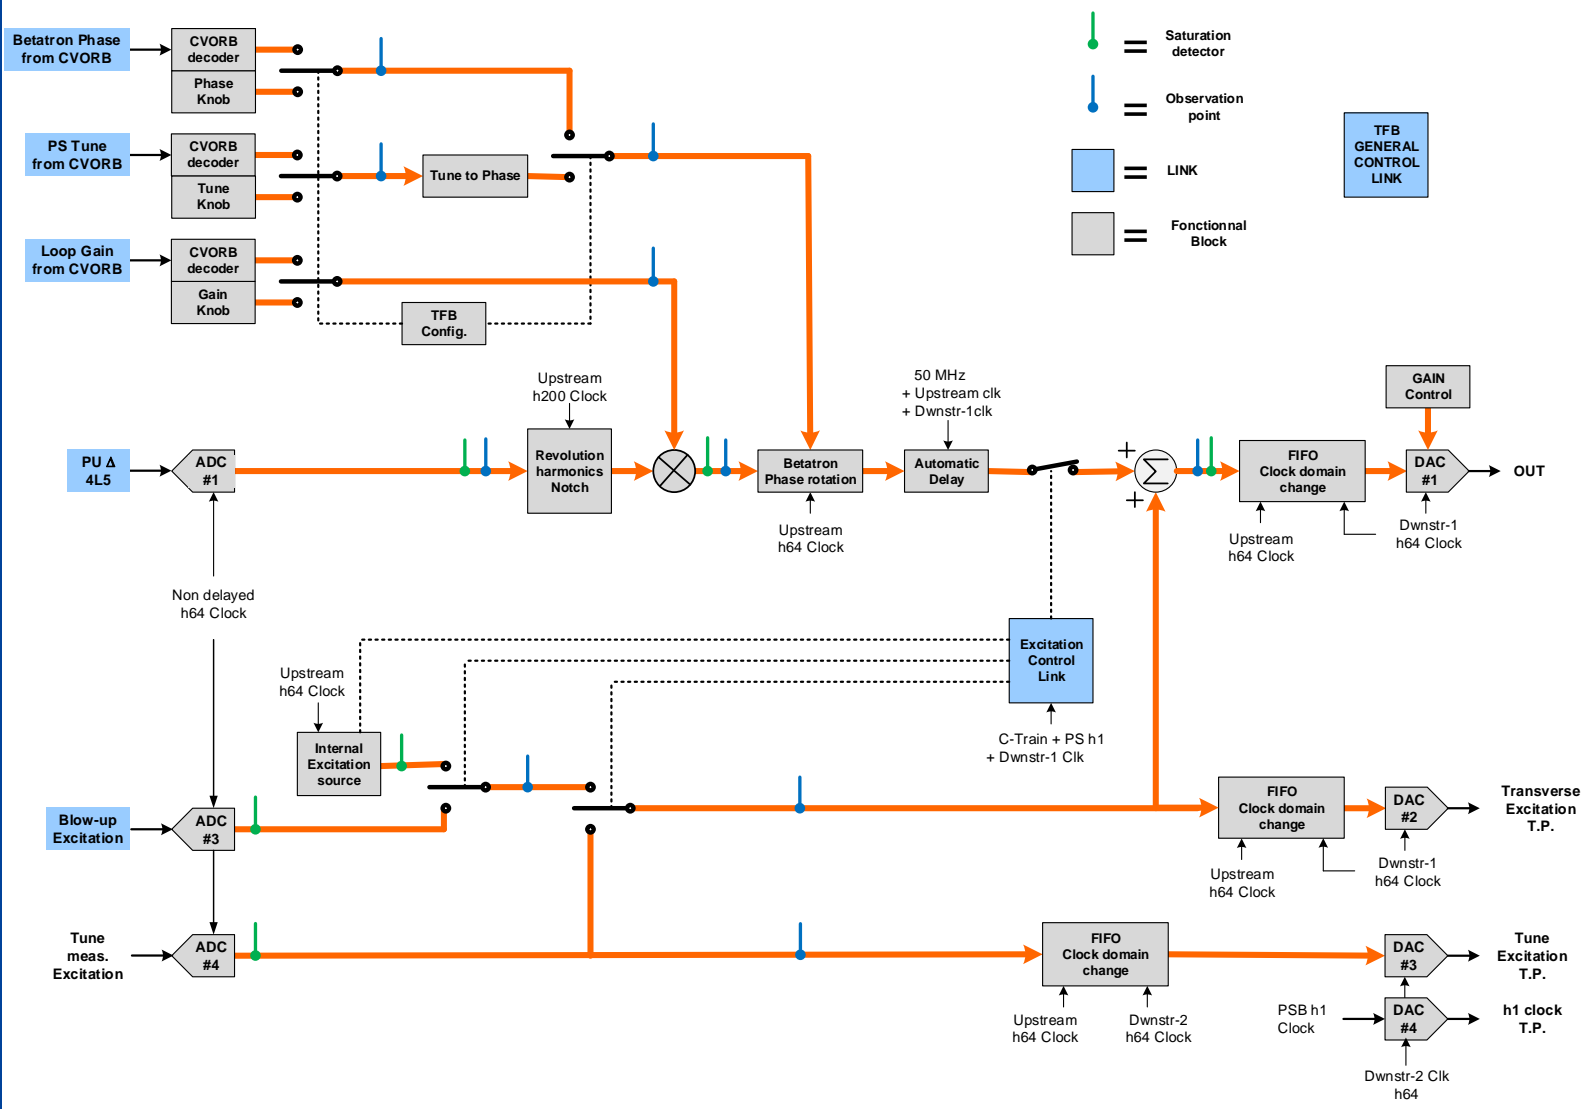 Betatron Phase
from CVORB
CVORB
decoder
Phase
Knob
PS Tune
from CVORB
CVORB
decoder
Tune
Knob
Tune to Phase
Loop Gain
from CVORB
CVORB
decoder
Gain
Knob
TFB
Config.
=
Saturation
detector
=
Observation
point
=
LINK
=
Fonctionnal
Block
TFB
GENERAL
CONTROL
LINK
PU Δ
4L5
ADC
#1
Upstream
h200 Clock
Revolution
harmonics
Notch
Betatron
Phase rotation
Upstream
h64 Clock
50 MHz
+ Upstream clk
+ Dwnstr-1clk
Automatic
Delay
+
+
Σ
FIFO
Clock domain
change
Upstream
h64 Clock
Dwnstr-1
h64 Clock
GAIN
Control
DAC
#1
OUT
Non delayed
h64 Clock
Upstream
h64 Clock
Internal
Excitation
source
Excitation
Control
Link
C-Train + PS h1
+ Dwnstr-1 Clk
Blow-up
Excitation
ADC
#3
FIFO
Clock domain
change
Upstream
h64 Clock
Dwnstr-1
h64 Clock
DAC
#2
Transverse
Excitation
T.P.
Tune
meas.
Excitation
ADC
#4
FIFO
Clock domain
change
Upstream
h64 Clock
Dwnstr-2
h64 Clock
DAC
#3
Tune
Excitation
T.P.
PSB h1
Clock
DAC
#4
h1 clock
T.P.
Dwnstr-2 Clk
h64